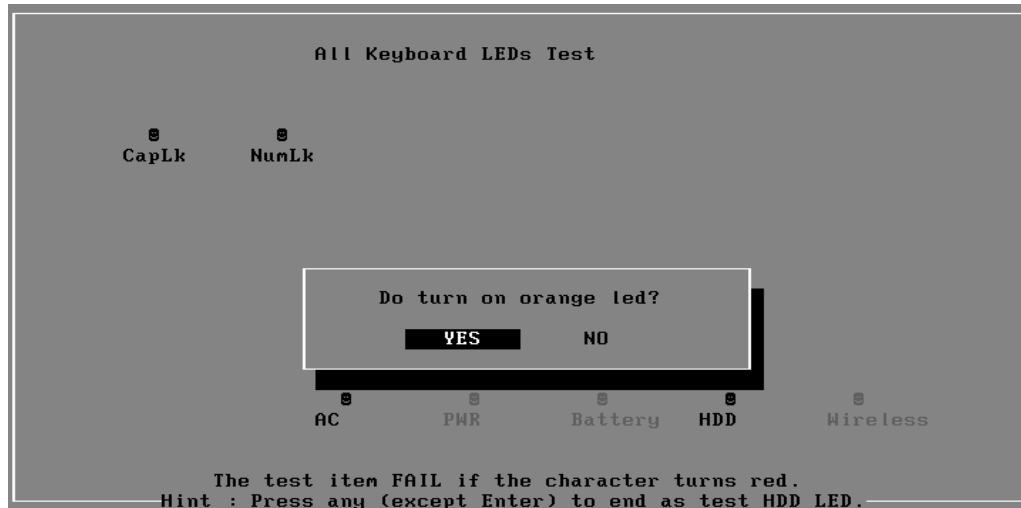 All Keyboard LEDs Test
CapLk NumLk
Do turn on orange led?
YES NO
AC PWR Battery HDD Wireless
The test item FAIL if the character turns red.
Hint : Press any (except Enter) to end as test HDD LED.